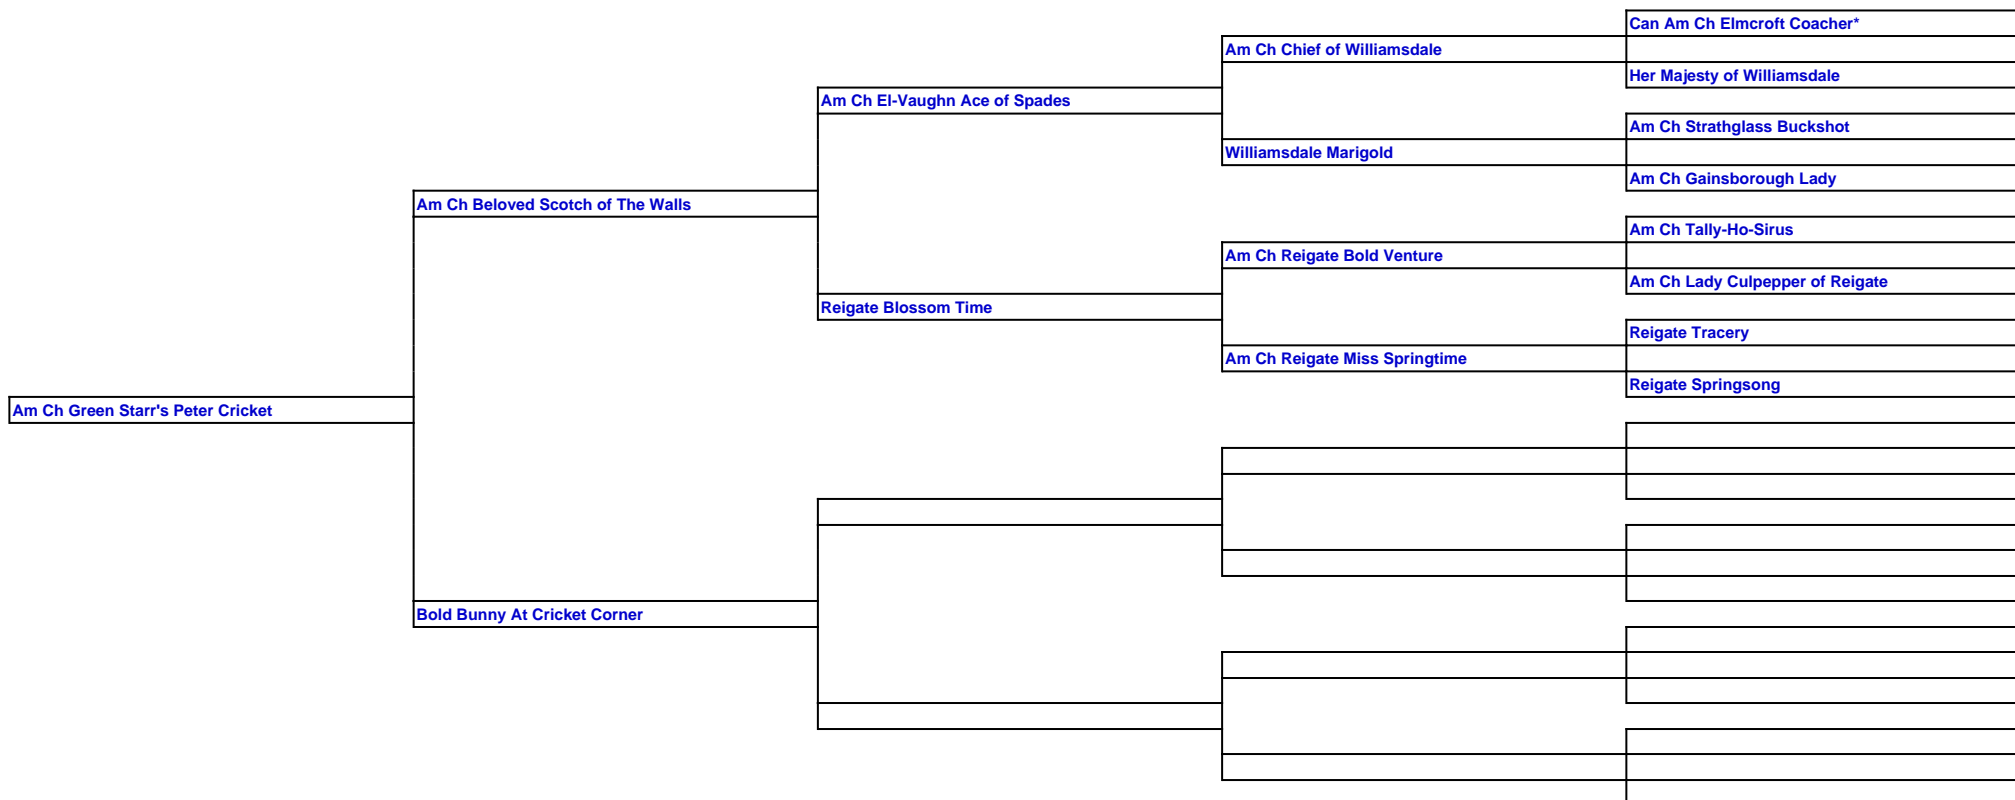 Can Am Ch Elmcroft Coacher*
Am Ch Chief of Williamsdale
Her Majesty of Williamsdale
Am Ch El-Vaughn Ace of Spades
Am Ch Strathglass Buckshot
Williamsdale Marigold
Am Ch Gainsborough Lady
Am Ch Beloved Scotch of The Walls
Am Ch Tally-Ho-Sirus
Am Ch Reigate Bold Venture
Am Ch Lady Culpepper of Reigate
Reigate Blossom Time
Reigate Tracery
Am Ch Reigate Miss Springtime
Reigate Springsong
Am Ch Green Starr's Peter Cricket
Bold Bunny At Cricket Corner